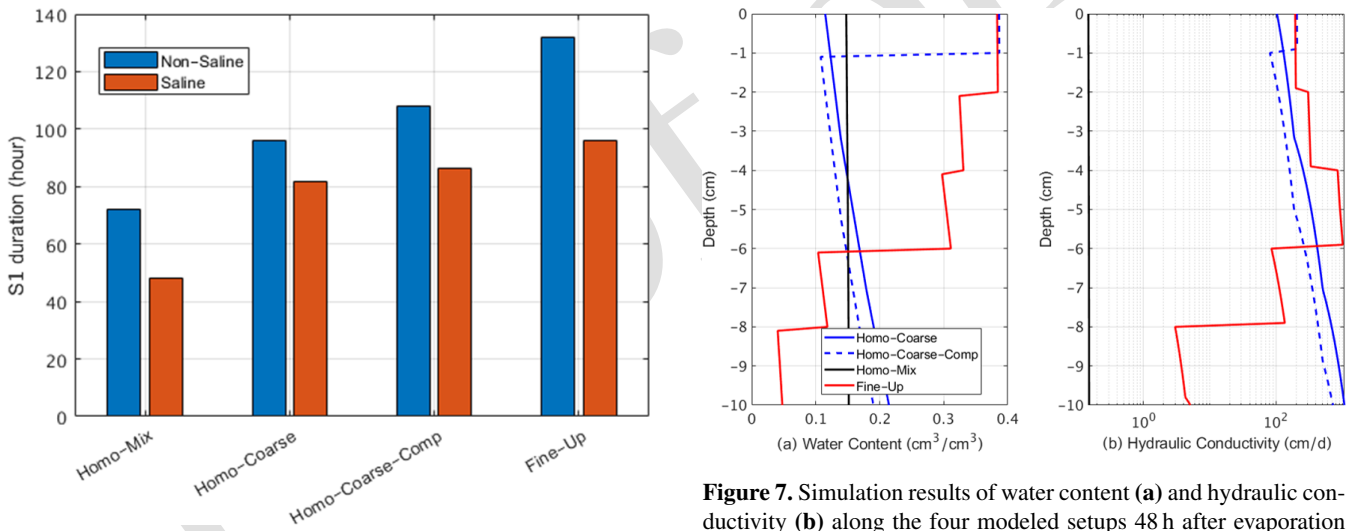 140
120
100
80
60
40
20
0
S1 duration (hour)
Non-Saline
Saline
Homo-Mix
Homo-Coarse
Homo-Coarse-Comp
Fine-Up
0
-1
-2
-3
-4
-5
-6
-7
-8
-9
-10
Depth (cm)
Homo-Coarse
Homo-Coarse-Comp
Homo-Mix
Fine-Up
0 0.1 0.2 0.3 0.4
(a) Water Content (cm³/cm³)
0
-1
-2
-3
-4
-5
-6
-7
-8
-9
-10
Depth (cm)
10⁰ 10²
(b) Hydraulic Conductivity (cm/d)
Figure 7. Simulation results of water content (a) and hydraulic con-
ductivity (b) along the four modeled setups 48 h after evaporation